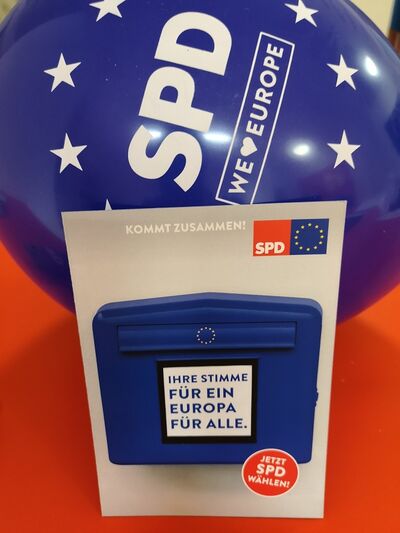 SPD
WE EUROPE
KOMMT ZUSAMMEN!
SPD
IHRE STIMME
FÜR EIN
EUROPA
FÜR ALLE.
JETZT
SPD
WÄHLEN!